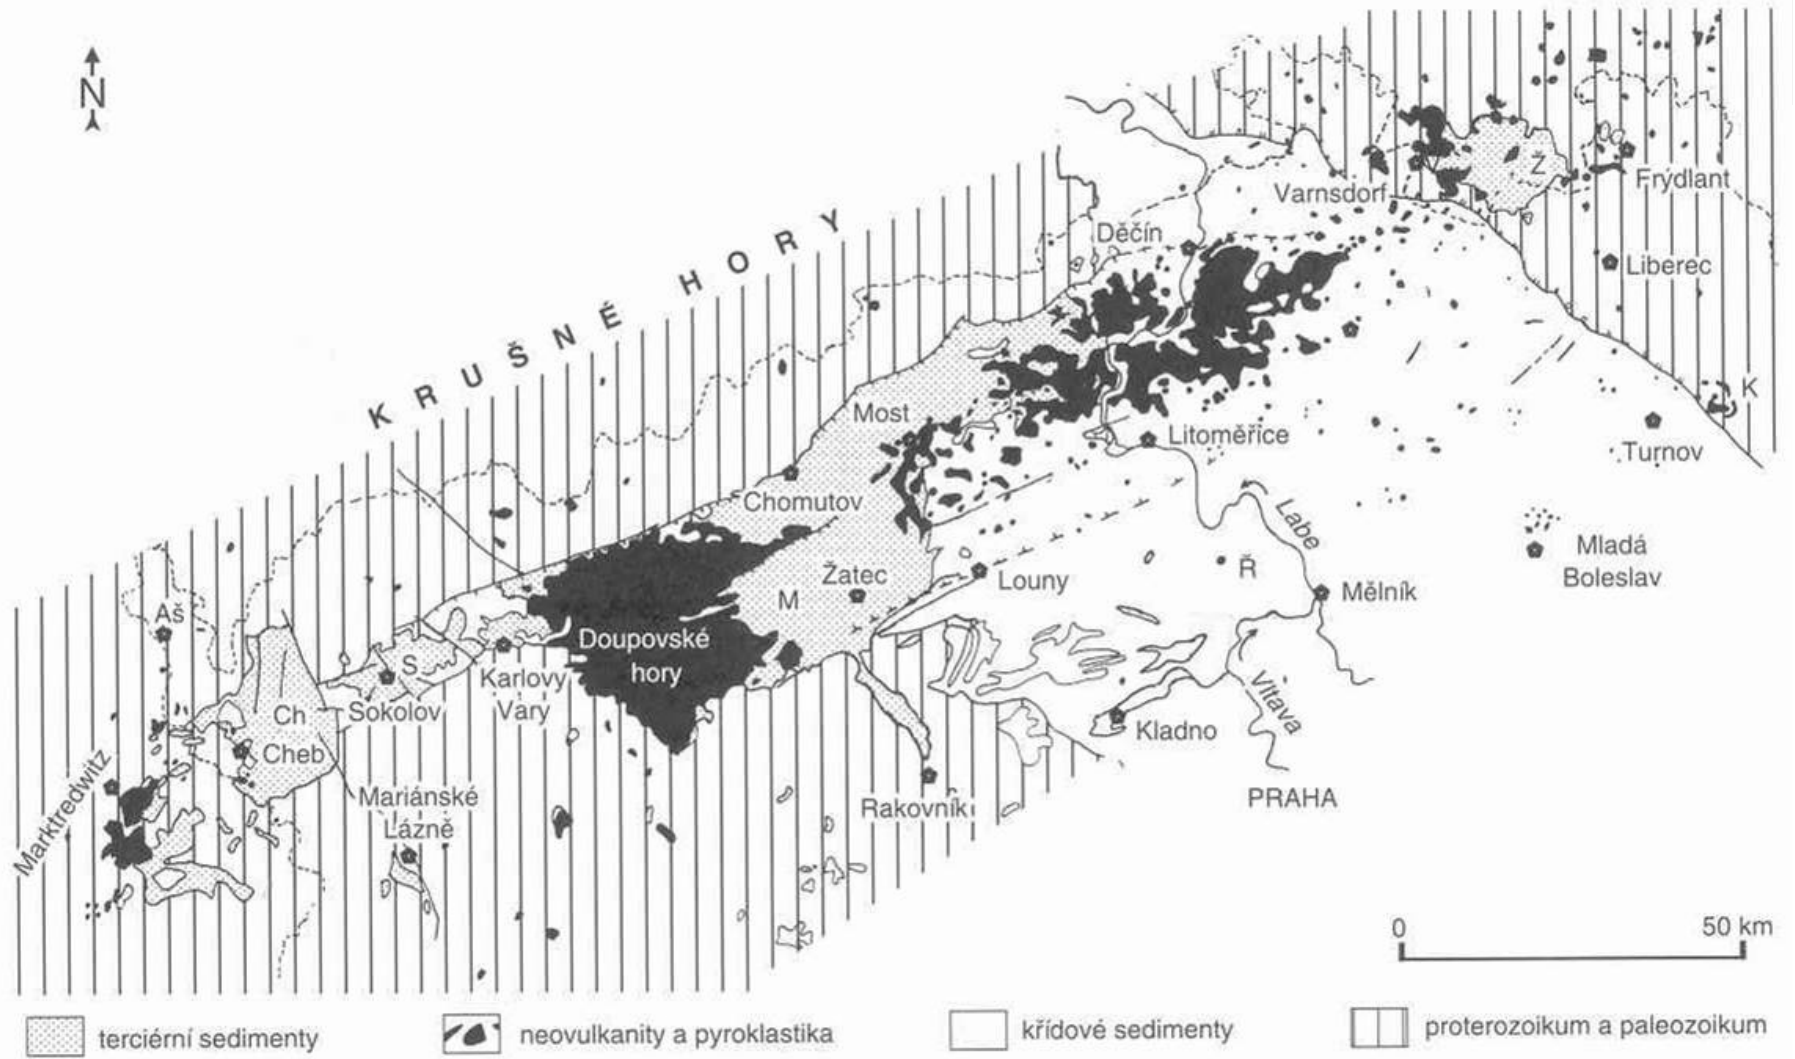 N
KRUŠNÉ HORY
Varnsdorf
Ž
Frýdlant
Děčín
Liberec
K
Most
Litoměřice
Turnov
Chomutov
Labe
Mladá
Boleslav
Žatec
M
Louny
Ř
Mělník
Aš
Doupovské
hory
S
Karlovy
Vary
Sokolov
Ch
Cheb
Vltava
Kladno
Marktredwitz
Mariánské
Lázně
Rakovník
PRAHA
0 50 km
terciérní sedimenty
neovulkanity a pyroklastika
křídové sedimenty
proterozoikum a paleozoikum